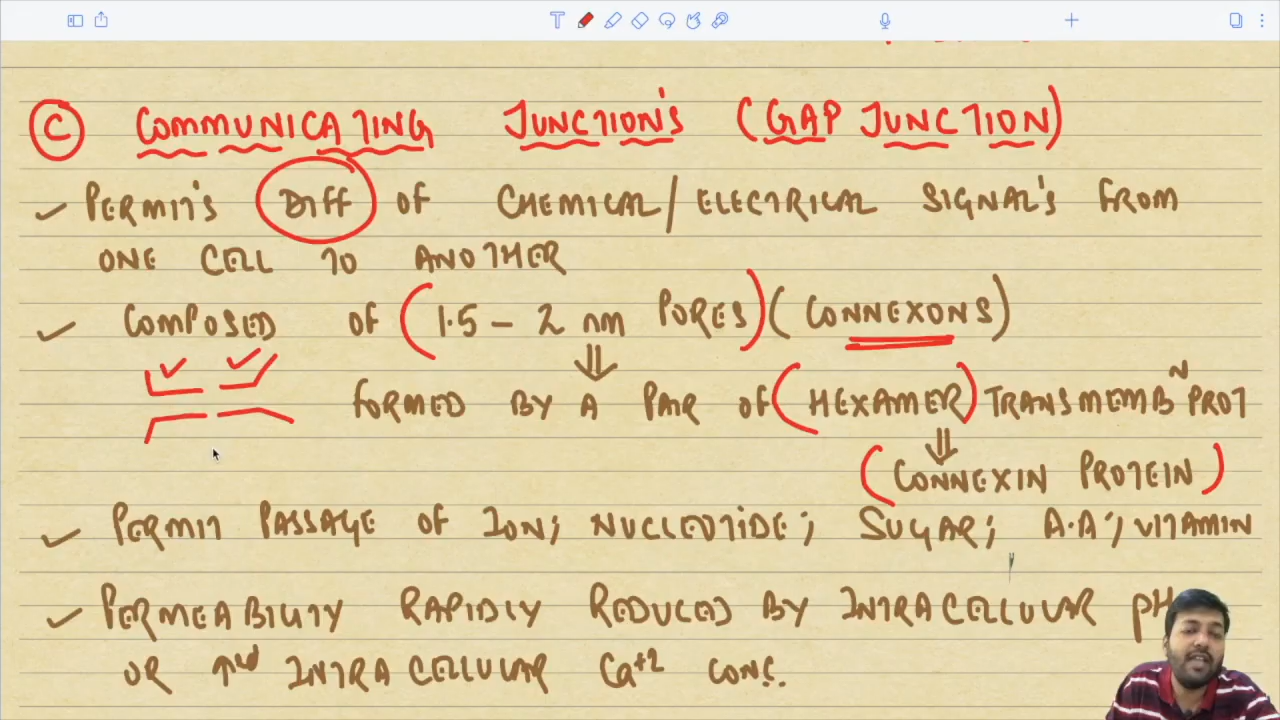 C COMMUNICATING JUNCTION'S (GAP JUNCTION)
PERMIT'S DIFF OF CHEMICAL/ELECTRICAL SIGNAL'S FROM
ONE CELL TO ANOTHER
COMPOSED OF (1.5 - 2 nm PORES) (CONNEXONS)
⇓
FORMED BY A PAIR OF (HEXAMER) TRANSMEMB^N PROT
⇓
(CONNEXIN PROTEIN)
PERMIT PASSAGE OF ION; NUCLEOTIDE; SUGAR; A.A; VITAMIN
PERMEABILITY RAPIDLY REDUCED BY INTRACELLULAR pH
OR ↑ed INTRACELLULAR Ca+2 CONC.